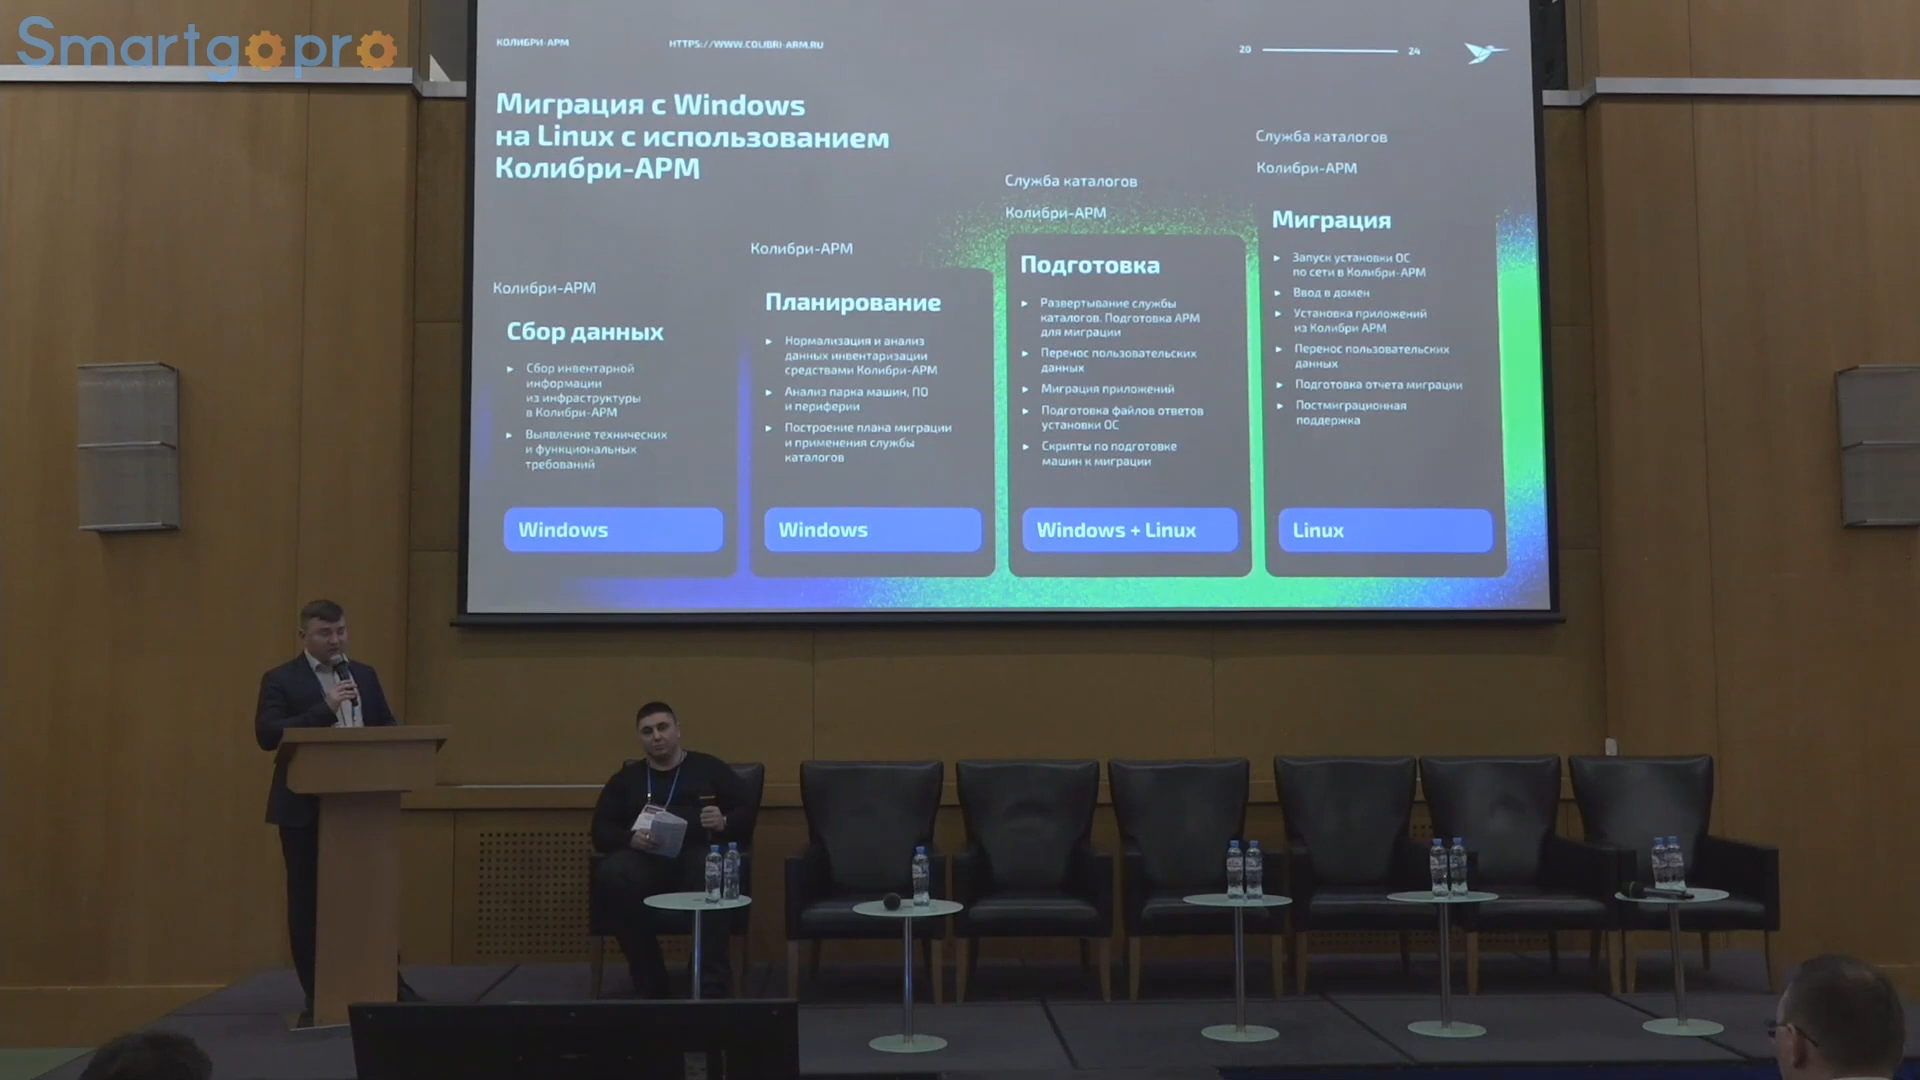 Smartgopro
КОЛИБРИ-АРМ
HTTPS://WWW.COLIBRI-ARM.RU
20
24
Миграция с Windows
на Linux с использованием
Колибри-АРМ
Колибри-АРМ
Сбор данных
Сбор инвентарной
информации
из инфраструктуры
в Колибри-АРМ
Выявление технических
и функциональных
требований
Windows
Колибри-АРМ
Планирование
Нормализация и анализ
данных инвентаризации
средствами Колибри-АРМ
Анализ парка машин, ПО
и периферии
Построение плана миграции
и применения службы
каталогов
Windows
Служба каталогов
Колибри-АРМ
Подготовка
Развертывание службы
каталогов. Подготовка АРМ
для миграции
Перенос пользовательских
данных
Миграция приложений
Подготовка файлов ответов
установки ОС
Скрипты по подготовке
машин к миграции
Windows + Linux
Служба каталогов
Колибри-АРМ
Миграция
Запуск установки ОС
по сети в Колибри-АРМ
Ввод в домен
Установка приложений
из Колибри АРМ
Перенос пользовательских
данных
Подготовка отчета миграции
Постмиграционная
поддержка
Linux